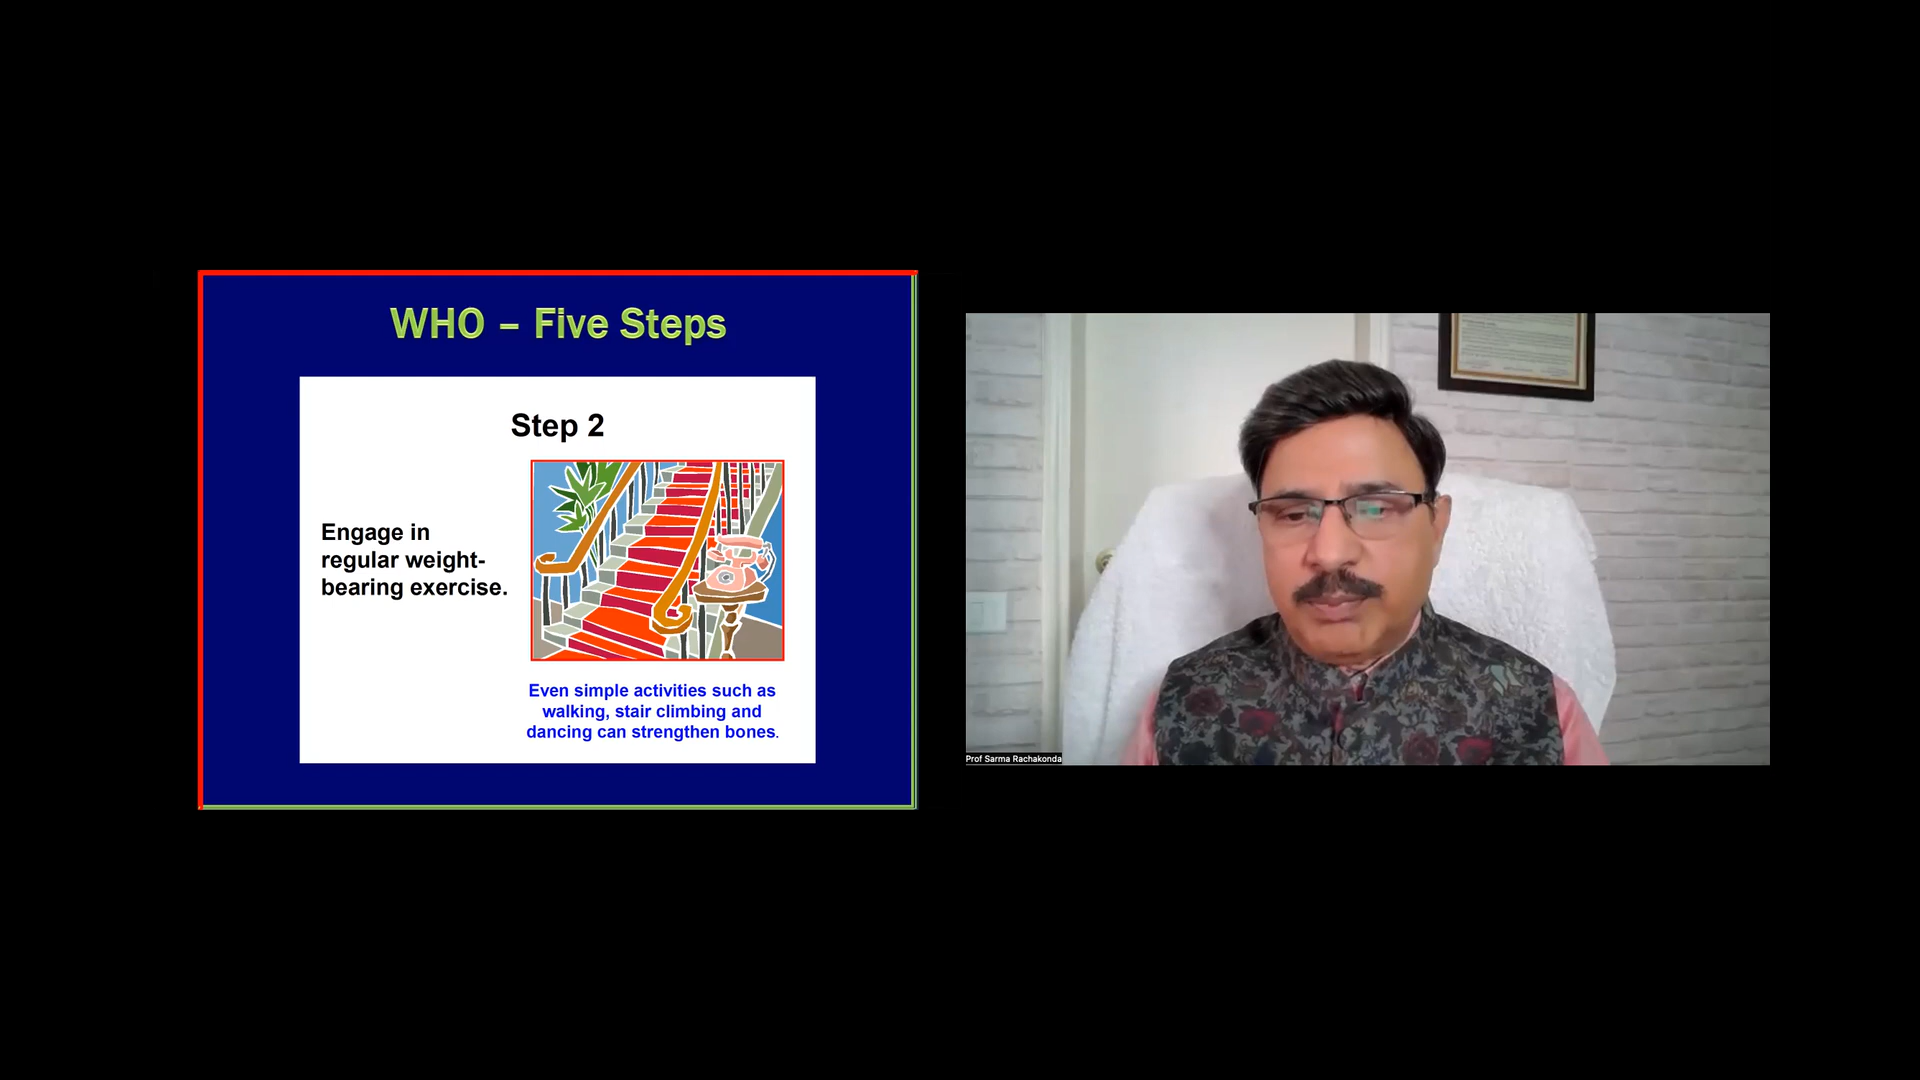 WHO – Five Steps
Step 2
Engage in
regular weight-
bearing exercise.
Even simple activities such as
walking, stair climbing and
dancing can strengthen bones.
Prof Sarma Rachakonda